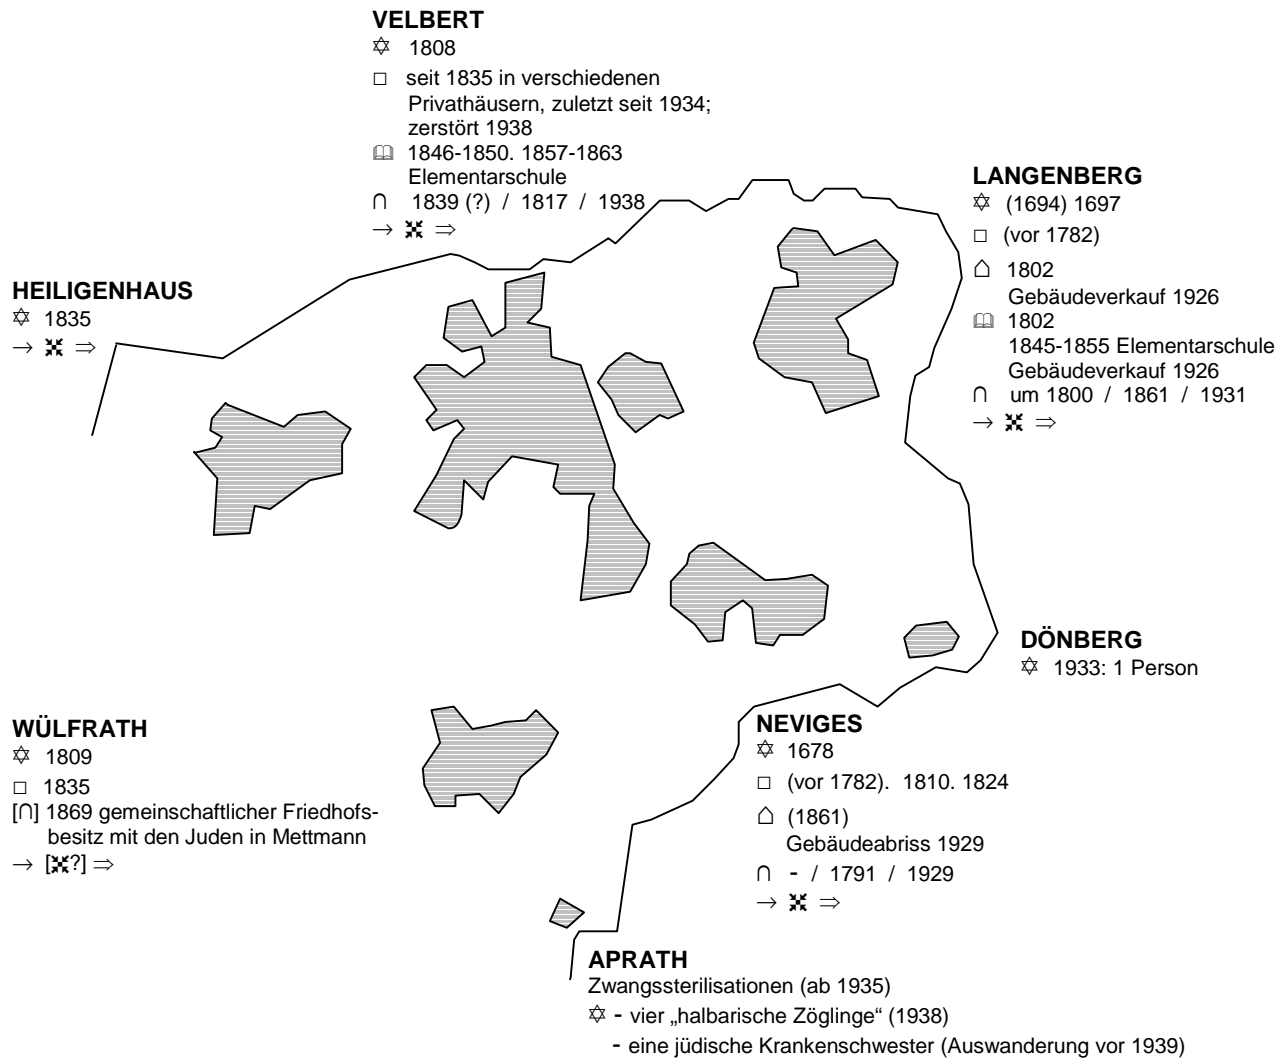 VELBERT
✡ 1808
□ seit 1835 in verschiedenen
Privathäusern, zuletzt seit 1934;
zerstört 1938
🕮 1846-1850. 1857-1863
Elementarschule
∩ 1839 (?) / 1817 / 1938
→ ⌘ ⇒
LANGENBERG
✡ (1694) 1697
□ (vor 1782)
⌂ 1802
Gebäudeverkauf 1926
🕮 1802
1845-1855 Elementarschule
Gebäudeverkauf 1926
∩ um 1800 / 1861 / 1931
→ ⌘ ⇒
HEILIGENHAUS
✡ 1835
→ ⌘ ⇒
DÖNBERG
✡ 1933: 1 Person
WÜLFRATH
✡ 1809
□ 1835
[∩] 1869 gemeinschaftlicher Friedhofs-
besitz mit den Juden in Mettmann
→ [⌘?] ⇒
NEVIGES
✡ 1678
□ (vor 1782). 1810. 1824
⌂ (1861)
Gebäudeabriss 1929
∩ - / 1791 / 1929
→ ⌘ ⇒
APRATH
Zwangssterilisationen (ab 1935)
✡ - vier „halbarische Zöglinge“ (1938)
- eine jüdische Krankenschwester (Auswanderung vor 1939)